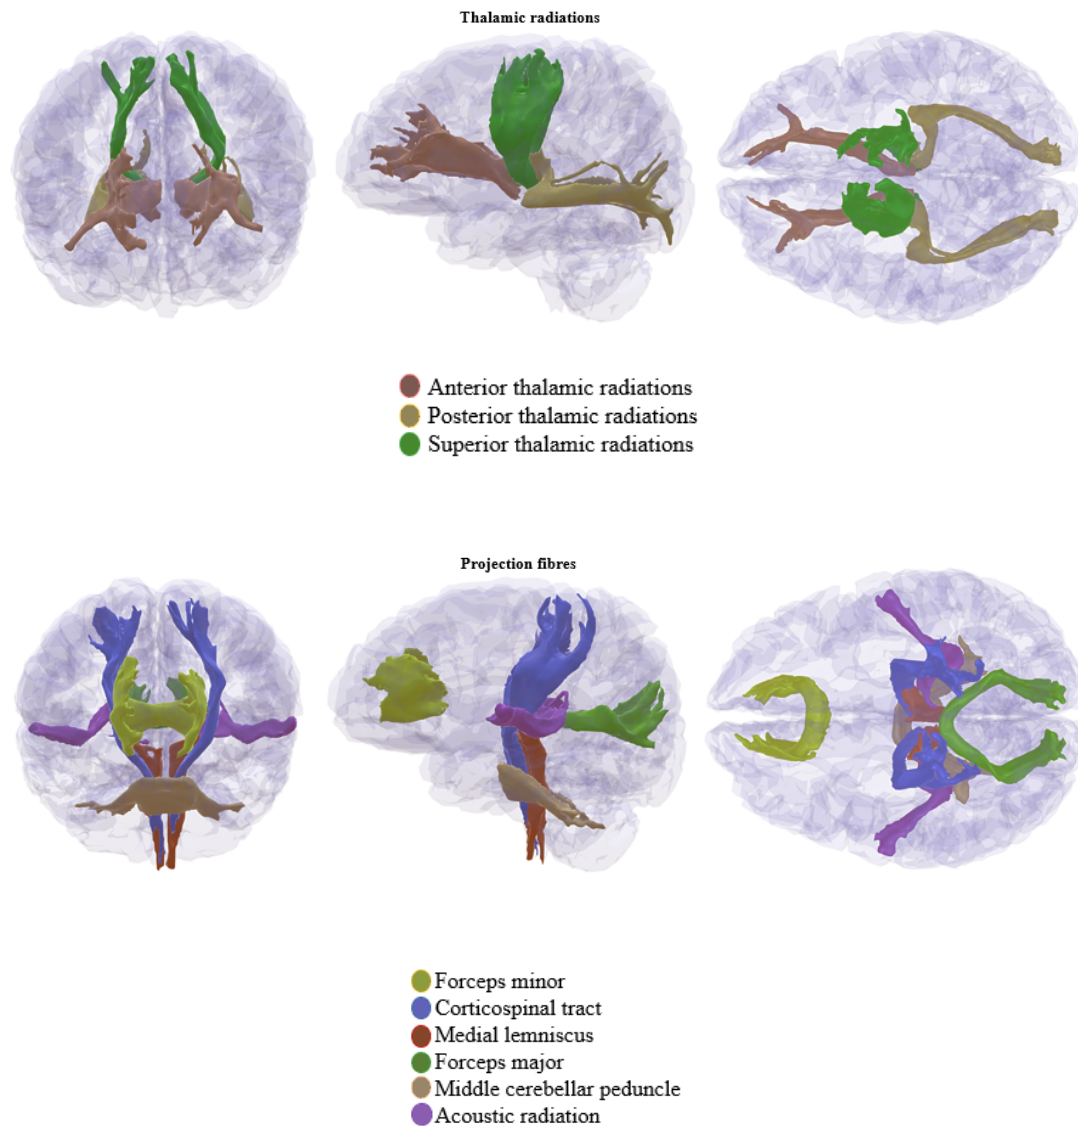 Thalamic radiations
Anterior thalamic radiations
Posterior thalamic radiations
Superior thalamic radiations
Projection fibres
Forceps minor
Corticospinal tract
Medial lemniscus
Forceps major
Middle cerebellar peduncle
Acoustic radiation